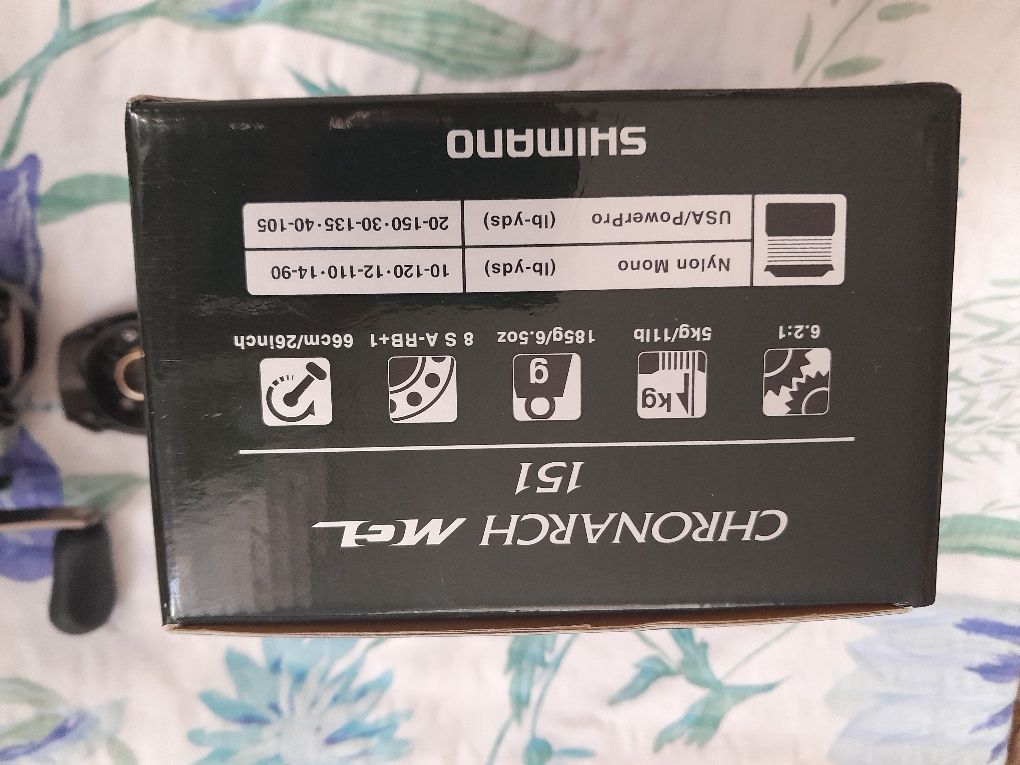 CHRONARCH MGL
151
6.2:1 5kg/11lb 185g/6.5oz 8 S A-RB+1 66cm/26inch
kg g
Nylon Mono (lb-yds) 10-120·12-110·14-90
USA/PowerPro (lb-yds) 20-150·30-135·40-105
SHIMANO